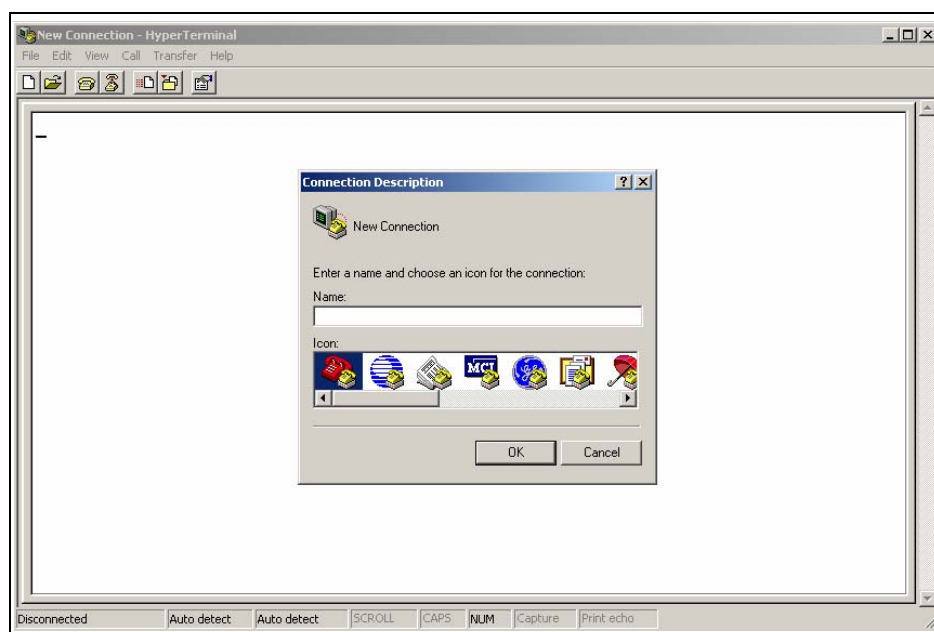 New Connection - HyperTerminal
File Edit View Call Transfer Help
Connection Description
New Connection
Enter a name and choose an icon for the connection:
Name:
Icon:
MCI
OK Cancel
Disconnected Auto detect Auto detect SCROLL CAPS NUM Capture Print echo